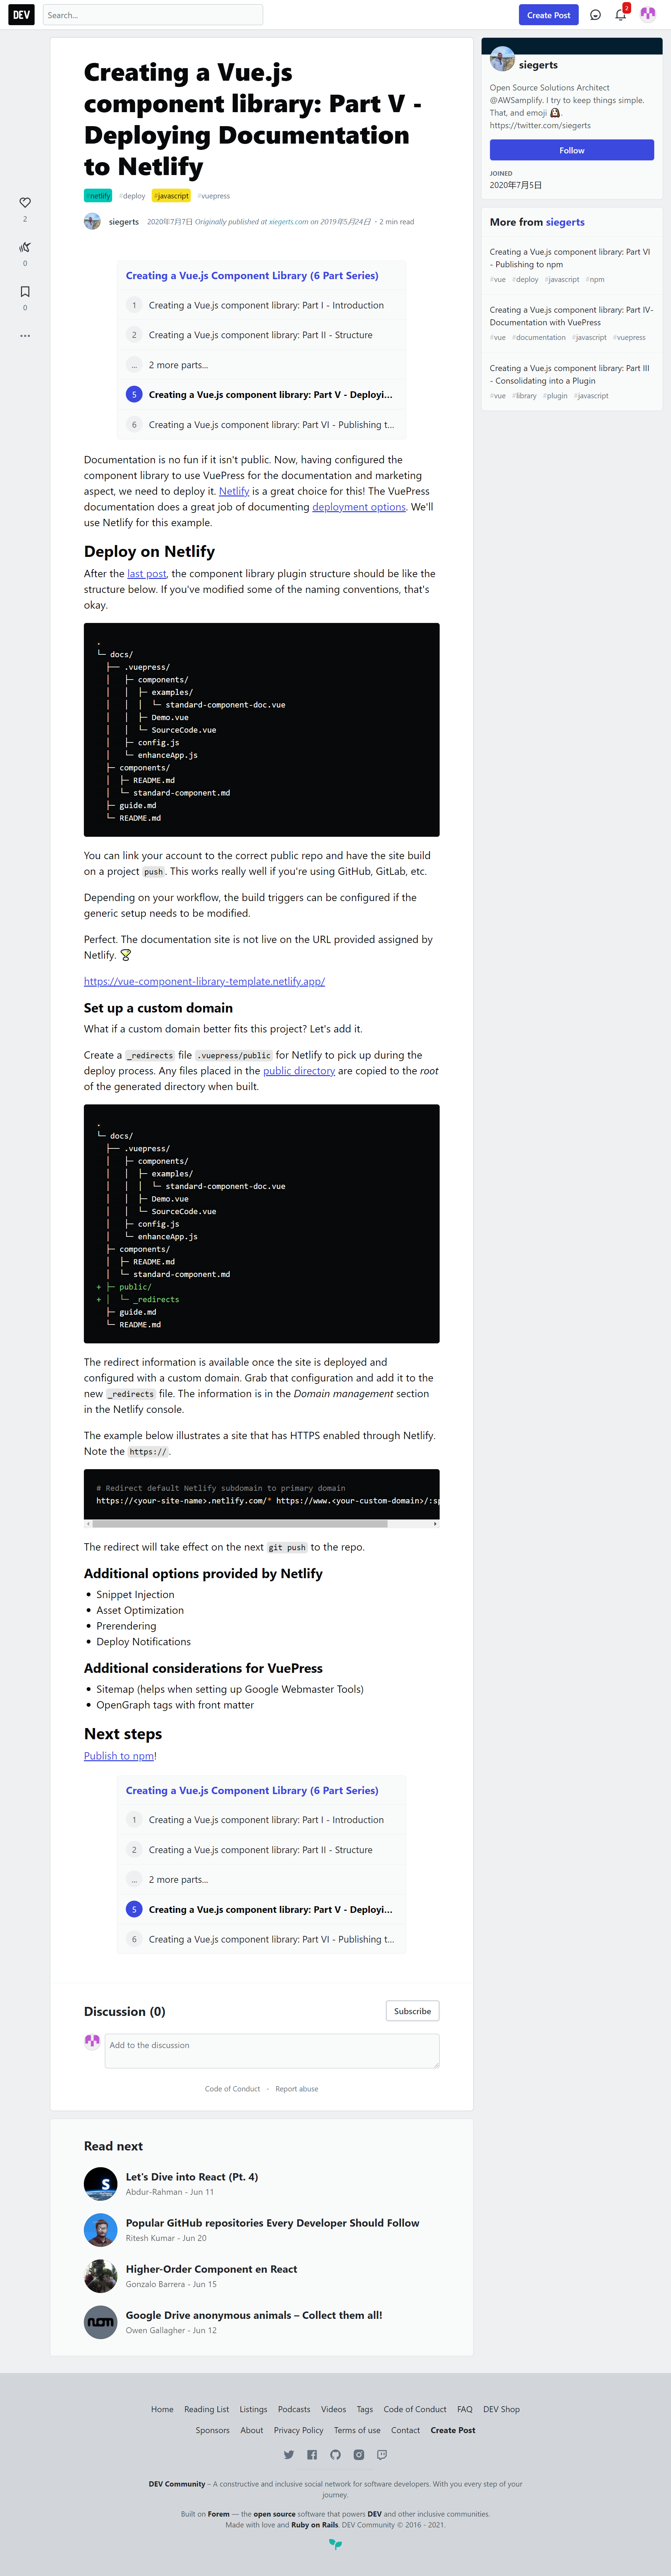 DEV
Search...
Create Post
2
Creating a Vue.js
component library: Part V -
Deploying Documentation
to Netlify
#netlify #deploy #javascript #vuepress
siegerts 2020年7月7日 Originally published at siegerts.com on 2019年5月24日 ・2 min read
2
0
0
Creating a Vue.js Component Library (6 Part Series)
1 Creating a Vue.js component library: Part I - Introduction
2 Creating a Vue.js component library: Part II - Structure
... 2 more parts...
5 Creating a Vue.js component library: Part V - Deployi...
6 Creating a Vue.js component library: Part VI - Publishing t...
Documentation is no fun if it isn't public. Now, having configured the
component library to use VuePress for the documentation and marketing
aspect, we need to deploy it. Netlify is a great choice for this! The VuePress
documentation does a great job of documenting deployment options. We'll
use Netlify for this example.
Deploy on Netlify
After the last post, the component library plugin structure should be like the
structure below. If you've modified some of the naming conventions, that's
okay.
.
└─ docs/
├── .vuepress/
│  ├─ components/
│  │  ├─ examples/
│  │  │  └─ standard-component-doc.vue
│  │  ├─ Demo.vue
│  │  └─ SourceCode.vue
│  ├─ config.js
│  └─ enhanceApp.js
├─ components/
│  ├─ README.md
│  └─ standard-component.md
├─ guide.md
└─ README.md
You can link your account to the correct public repo and have the site build
on a project push. This works really well if you're using GitHub, GitLab, etc.
Depending on your workflow, the build triggers can be configured if the
generic setup needs to be modified.
Perfect. The documentation site is not live on the URL provided assigned by
Netlify. 🏆
https://vue-component-library-template.netlify.app/
Set up a custom domain
What if a custom domain better fits this project? Let's add it.
Create a _redirects file .vuepress/public for Netlify to pick up during the
deploy process. Any files placed in the public directory are copied to the root
of the generated directory when built.
.
└─ docs/
├── .vuepress/
│  ├─ components/
│  │  ├─ examples/
│  │  │  └─ standard-component-doc.vue
│  │  ├─ Demo.vue
│  │  └─ SourceCode.vue
│  ├─ config.js
│  └─ enhanceApp.js
├─ components/
│  ├─ README.md
│  └─ standard-component.md
+ ├─ public/
+ │  └─ _redirects
├─ guide.md
└─ README.md
The redirect information is available once the site is deployed and
configured with a custom domain. Grab that configuration and add it to the
new _redirects file. The information is in the Domain management section
in the Netlify console.
The example below illustrates a site that has HTTPS enabled through Netlify.
Note the https://.
# Redirect default Netlify subdomain to primary domain
https://<your-site-name>.netlify.com/* https://www.<your-custom-domain>/:sp
The redirect will take effect on the next git push to the repo.
Additional options provided by Netlify
• Snippet Injection
• Asset Optimization
• Prerendering
• Deploy Notifications
Additional considerations for VuePress
• Sitemap (helps when setting up Google Webmaster Tools)
• OpenGraph tags with front matter
Next steps
Publish to npm!
Creating a Vue.js Component Library (6 Part Series)
1 Creating a Vue.js component library: Part I - Introduction
2 Creating a Vue.js component library: Part II - Structure
... 2 more parts...
5 Creating a Vue.js component library: Part V - Deployi...
6 Creating a Vue.js component library: Part VI - Publishing t...
Discussion (0)
Subscribe
Add to the discussion
Code of Conduct • Report abuse
siegerts
Open Source Solutions Architect
@AWSamplify. I try to keep things simple.
That, and emoji.
https://twitter.com/siegerts
Follow
JOINED
2020年7月5日
More from siegerts
Creating a Vue.js component library: Part VI
- Publishing to npm
#vue #deploy #javascript #npm
Creating a Vue.js component library: Part IV-
Documentation with VuePress
#vue #documentation #javascript #vuepress
Creating a Vue.js component library: Part III
- Consolidating into a Plugin
#vue #library #plugin #javascript
Read next
Let's Dive into React (Pt. 4)
Abdur-Rahman - Jun 11
Popular GitHub repositories Every Developer Should Follow
Ritesh Kumar - Jun 20
Higher-Order Component en React
Gonzalo Barrera - Jun 15
Google Drive anonymous animals – Collect them all!
Owen Gallagher - Jun 12
Home Reading List Listings Podcasts Videos Tags Code of Conduct FAQ DEV Shop
Sponsors About Privacy Policy Terms of use Contact Create Post
DEV Community – A constructive and inclusive social network for software developers. With you every step of your
journey.
Built on Forem — the open source software that powers DEV and other inclusive communities.
Made with love and Ruby on Rails. DEV Community © 2016 - 2021.